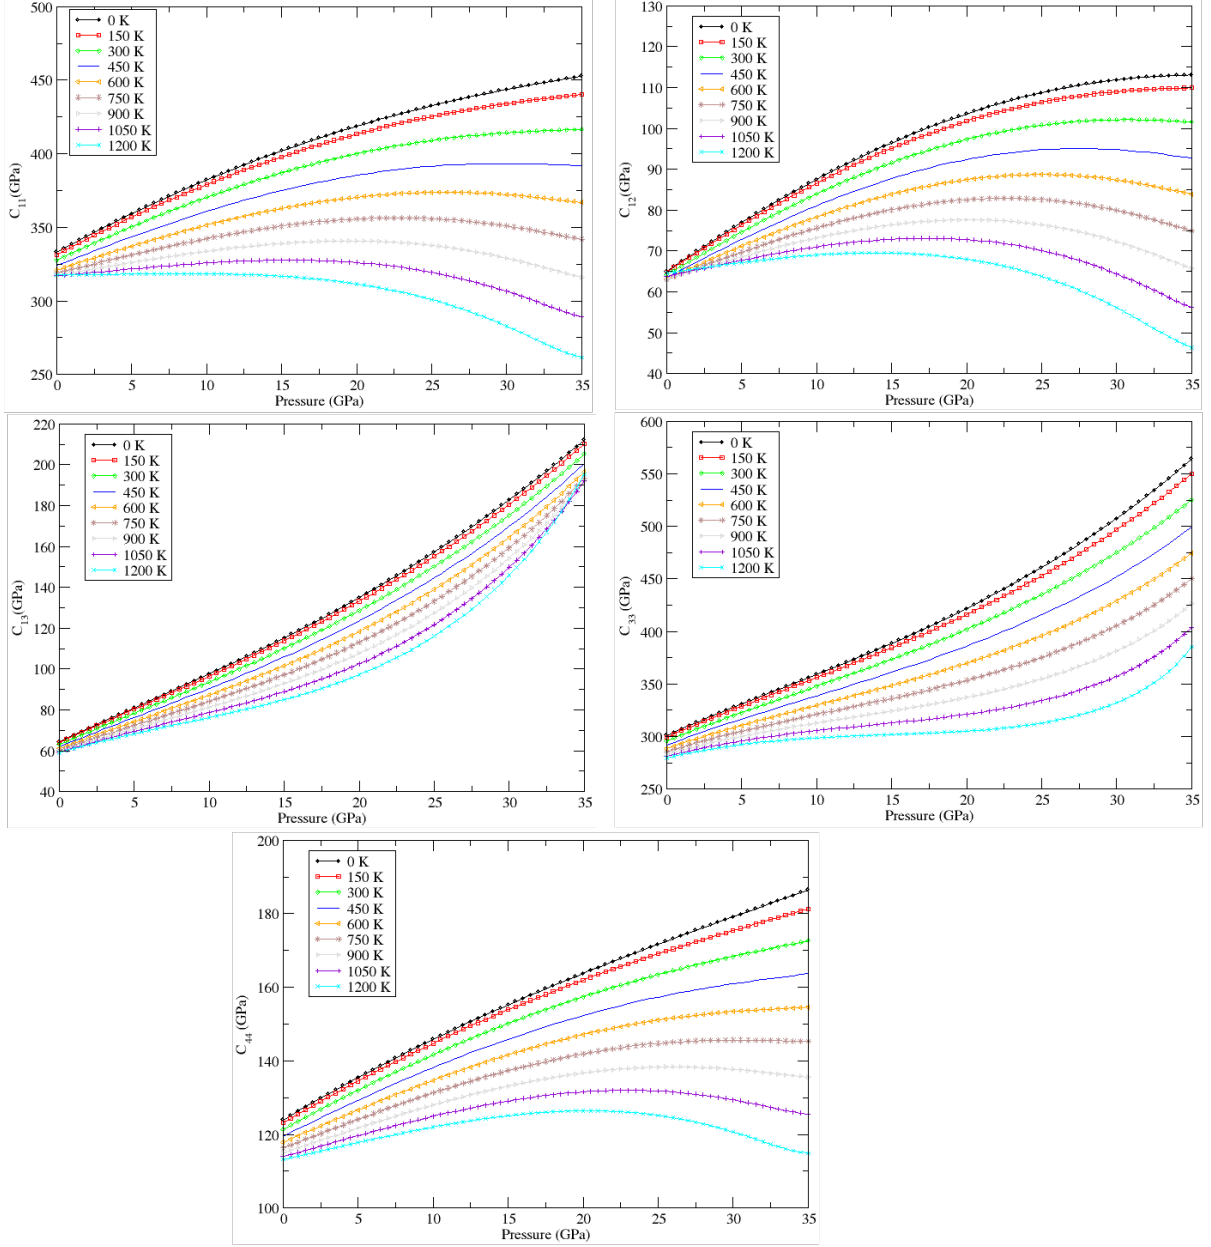 500
450
400
350
300
250
C11(GPa)
0 K
150 K
300 K
450 K
600 K
750 K
900 K
1050 K
1200 K
0 5 10 15 20 25 30 35
Pressure (GPa)
130
120
110
100
90
80
70
60
50
40
C12(GPa)
0 K
150 K
300 K
450 K
600 K
750 K
900 K
1050 K
1200 K
0 5 10 15 20 25 30 35
Pressure (GPa)
220
200
180
160
140
120
100
80
60
40
C13(GPa)
0 K
150 K
300 K
450 K
600 K
750 K
900 K
1050 K
1200 K
0 5 10 15 20 25 30 35
Pressure (GPa)
600
550
500
450
400
350
300
250
C33 (GPa)
0 K
150 K
300 K
450 K
600 K
750 K
900 K
1050 K
1200 K
0 5 10 15 20 25 30 35
Pressure (GPa)
200
180
160
140
120
100
C44 (GPa)
0 K
150 K
300 K
450 K
600 K
750 K
900 K
1050 K
1200 K
0 5 10 15 20 25 30 35
Pressure (GPa)